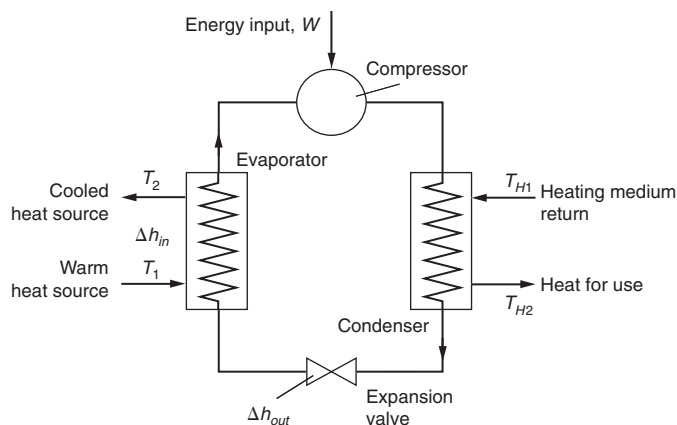 Energy input, W
Compressor
Evaporator
T2
Cooled
heat source
Δhin
Warm
heat source
T1
TH1
Heating medium
return
Heat for use
TH2
Condenser
Expansion
valve
Δhout